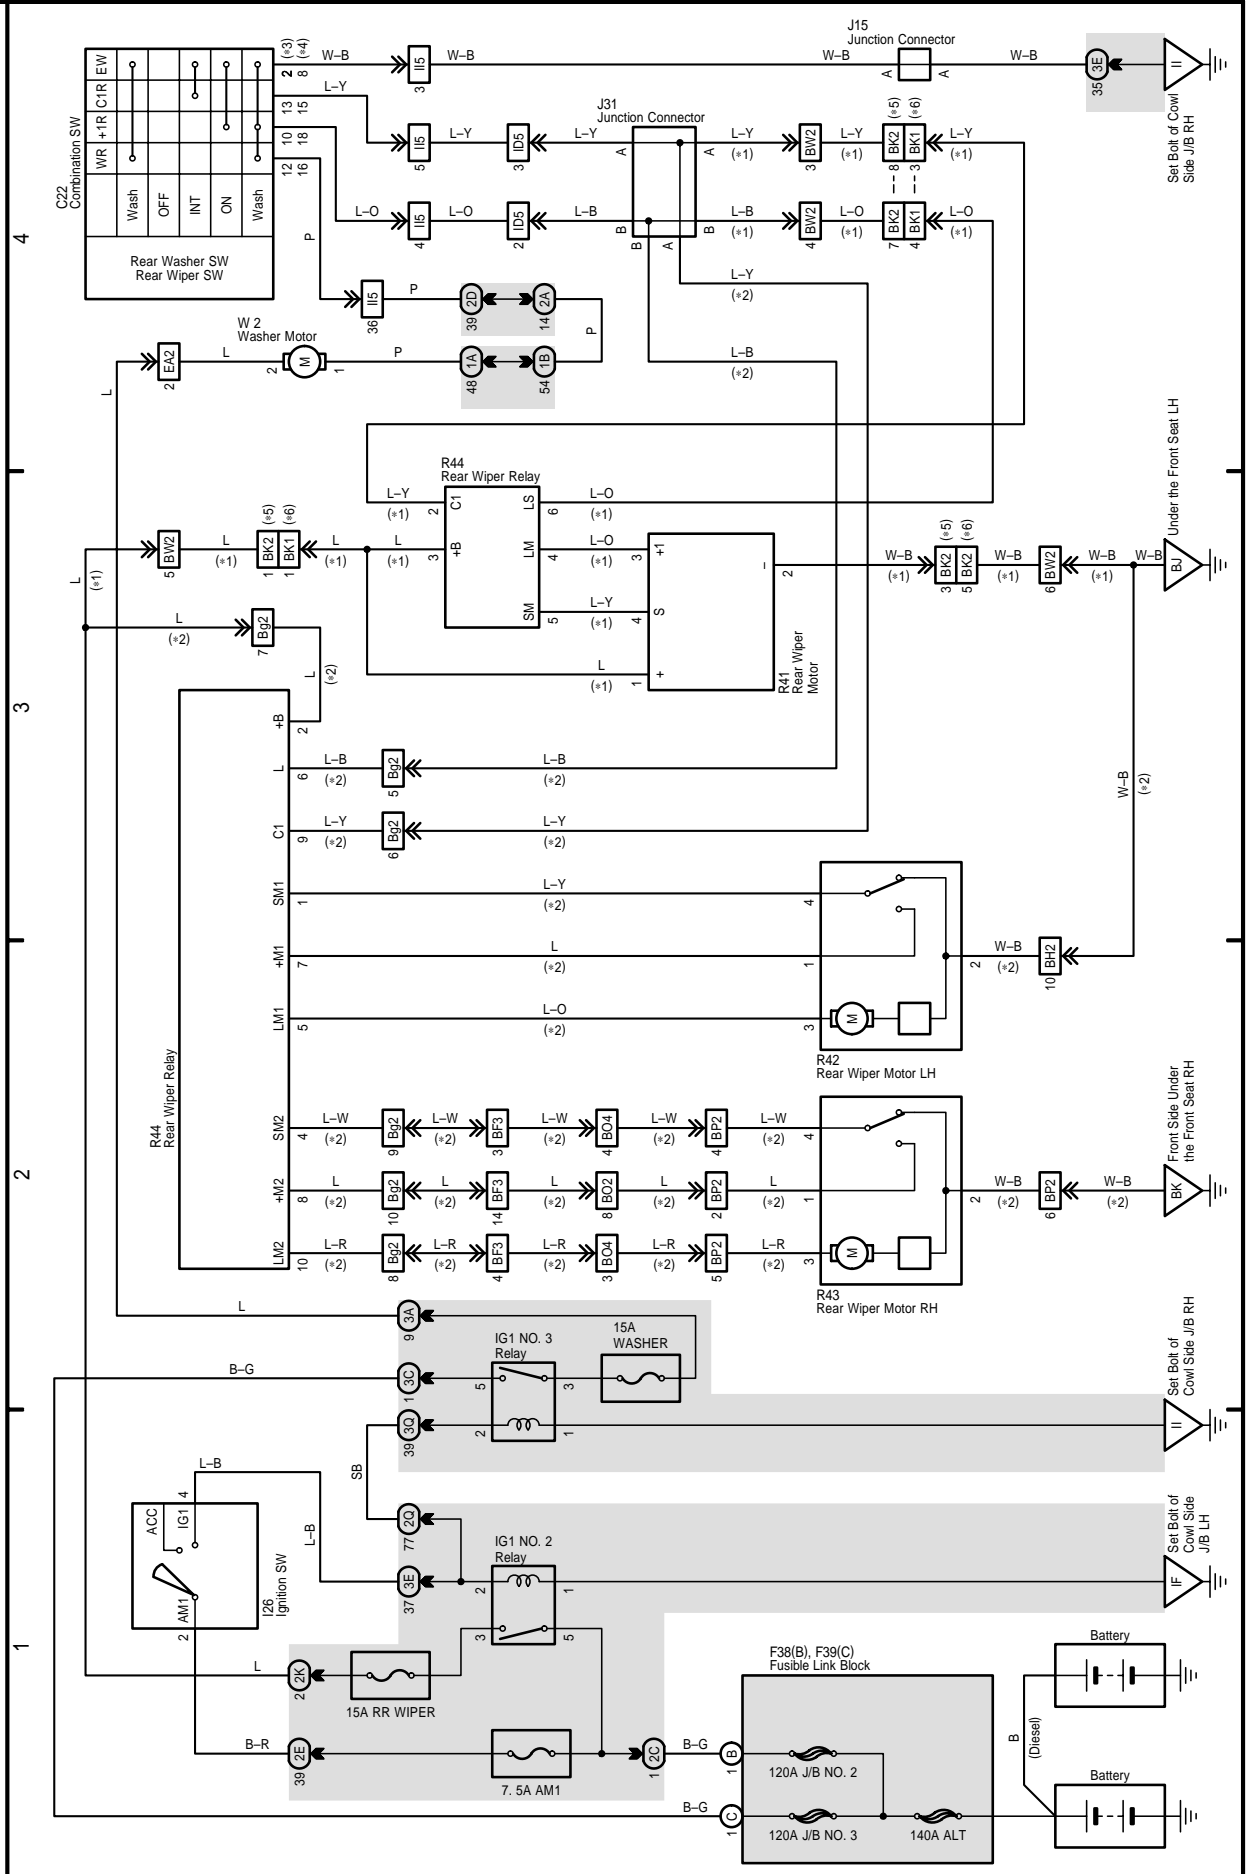 4
3
2
1
C22
Combination SW
WR
+1R
C1R
EW
Wash
OFF
INT
ON
Wash
Rear Washer SW
Rear Wiper SW
(*3)
(*4)
2
8
13
15
10
18
12
16
W–B
3
II5
W–B
W–B
J15
Junction Connector
A
A
W–B
35
3E
II
Set Bolt of Cowl
Side J/B RH
L–Y
5
II5
L–Y
3
ID5
L–Y
J31
Junction Connector
A
A
L–Y
(*1)
3
BW2
L–Y
(*1)
8
BK2
(*5)
3
BK1
(*6)
L–Y
(*1)
L–O
4
II5
L–O
2
ID5
L–B
B
B
B
A
L–B
(*1)
4
BW2
L–O
(*1)
7
BK2
4
BK1
L–O
(*1)
P
36
II5
P
39
2D
14
2A
P
L–Y
(*2)
W 2
Washer Motor
L
2
EA2
L
2
M
1
P
48
1A
54
1B
L–B
(*2)
R44
Rear Wiper Relay
L–Y
(*1)
2
C1
LS
6
L–O
(*1)
L
(*1)
5
BW2
L
(*1)
1
BK2
(*5)
1
BK1
(*6)
L
(*1)
L
(*1)
3
+B
LM
4
L–O
(*1)
3
+1
SM
5
L–Y
(*1)
4
S
L
(*1)
1
+
–
2
R41
Rear Wiper
Motor
W–B
(*1)
3
BK2
(*5)
5
BK2
(*6)
W–B
(*1)
6
BW2
W–B
(*1)
W–B
BJ
Under the Front Seat LH
L
(*2)
7
Bg2
L
(*2)
R44
Rear Wiper Relay
+B
2
L
6
L–B
(*2)
5
Bg2
L–B
(*2)
C1
9
L–Y
(*2)
6
Bg2
L–Y
(*2)
W–B
(*2)
SM1
1
L–Y
(*2)
4
+M1
7
L
(*2)
1
LM1
5
L–O
(*2)
3
M
2
W–B
(*2)
10
BH2
R42
Rear Wiper Motor LH
SM2
4
L–W
(*2)
9
Bg2
L–W
(*2)
3
BF3
L–W
(*2)
4
BO4
L–W
(*2)
4
BP2
L–W
(*2)
4
+M2
8
L
(*2)
10
Bg2
L
(*2)
14
BF3
L
(*2)
8
BO2
L
(*2)
2
BP2
L
(*2)
1
LM2
10
L–R
(*2)
8
Bg2
L–R
(*2)
4
BF3
L–R
(*2)
3
BO4
L–R
(*2)
5
BP2
L–R
(*2)
3
M
2
W–B
(*2)
6
BP2
W–B
(*2)
BK
Front Side Under
the Front Seat RH
R43
Rear Wiper Motor RH
L
9
3A
IG1 NO. 3
Relay
15A
WASHER
B–G
1
3C
5
3
39
3Q
2
1
II
Set Bolt of
Cowl Side J/B RH
SB
L–B
4
L–B
ACC
IG1
AM1
2
I26
Ignition SW
77
2Q
IG1 NO. 2
Relay
37
3E
2
1
3
5
IF
Set Bolt of
Cowl Side
J/B LH
L
2
2K
15A RR WIPER
B–R
39
2E
7. 5A AM1
1
2C
B–G
1
B
F38(B), F39(C)
Fusible Link Block
120A J/B NO. 2
B–G
1
C
120A J/B NO. 3
140A ALT
Battery
B
(Diesel)
Battery